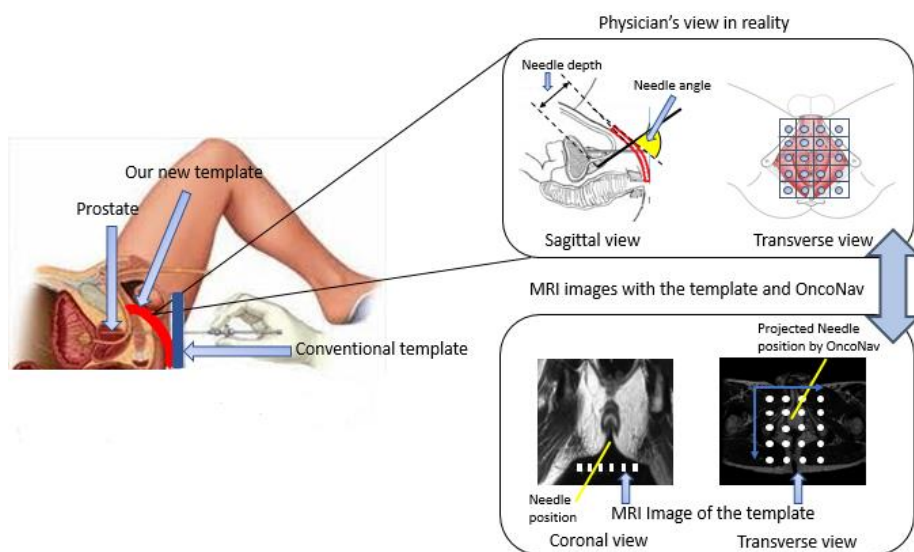 Physician's view in reality
Needle depth
Needle angle
Our new template
Prostate
Sagittal view
Transverse view
MRI images with the template and OncoNav
Conventional template
Projected Needle
position by OncoNav
Needle
position
MRI Image of the template
Coronal view
Transverse view